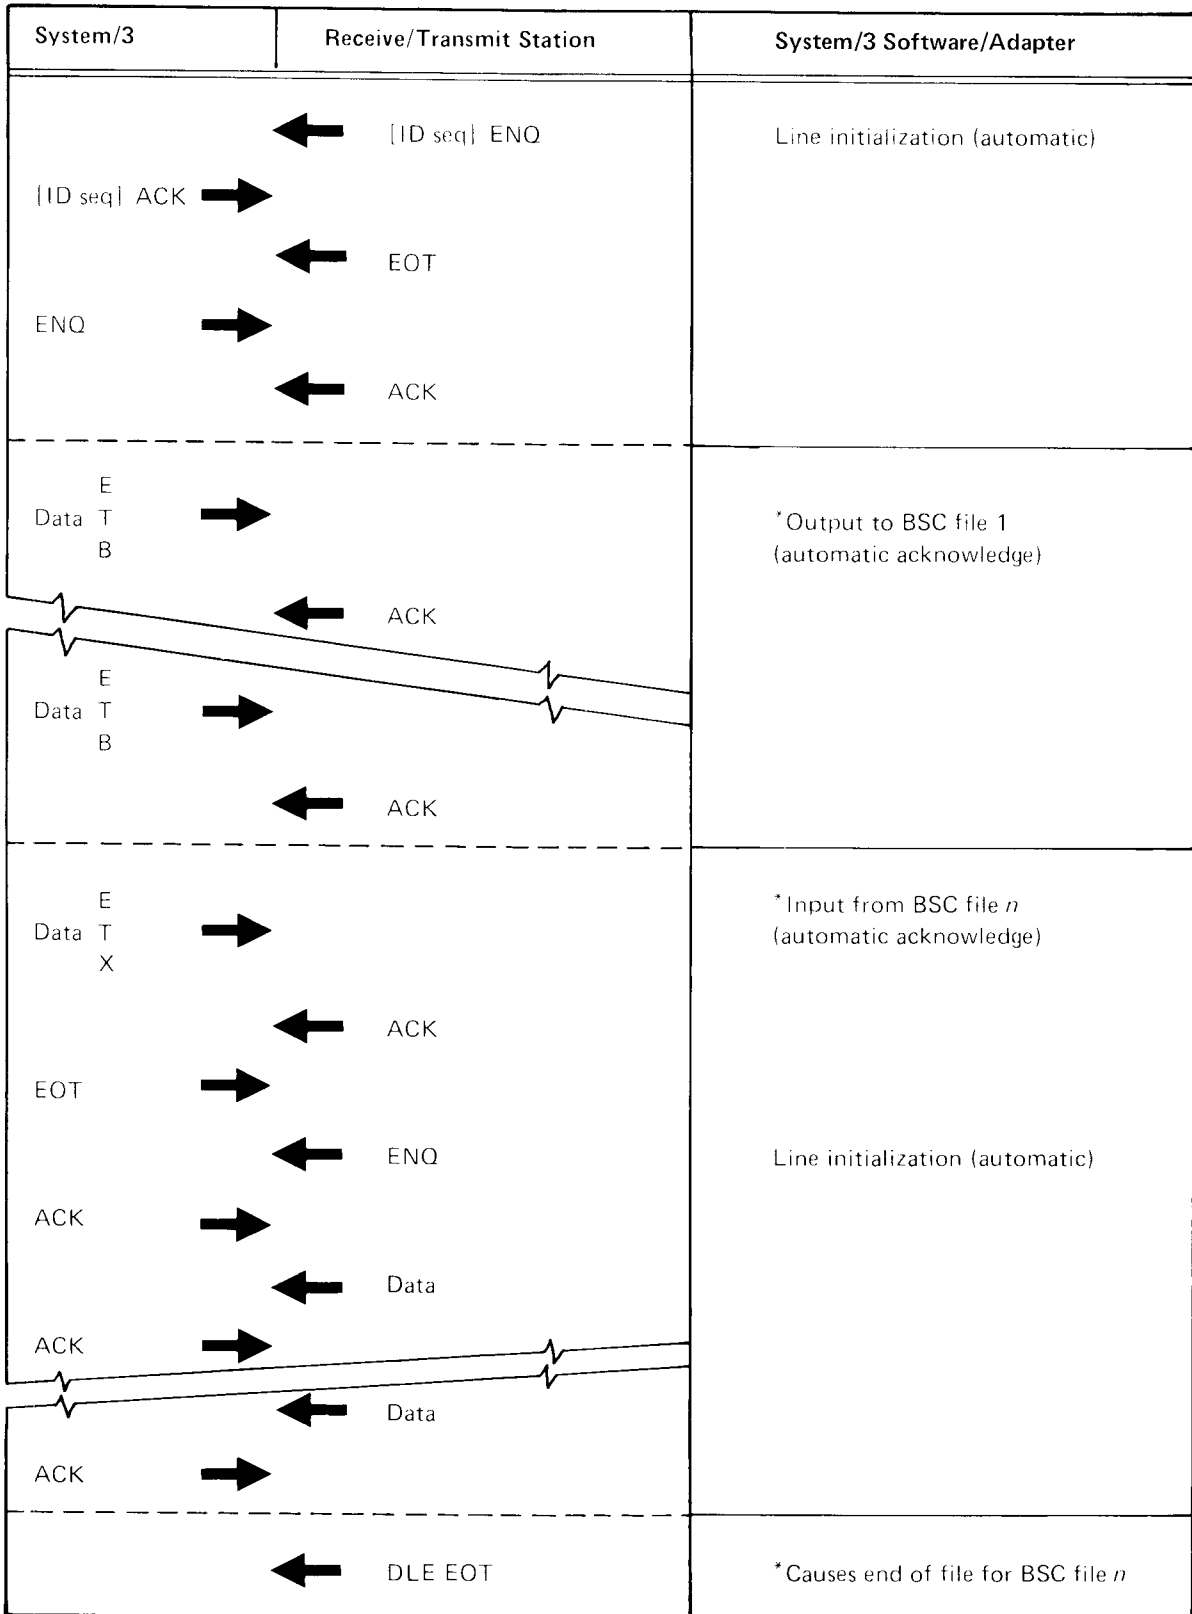 System/3 Receive/Transmit Station System/3 Software/Adapter
[ID seq] ENQ Line initialization (automatic)
[ID seq] ACK
EOT
ENQ
ACK
E
Data T
B
*Output to BSC file 1
(automatic acknowledge)
ACK
E
Data T
B
ACK
E
Data T
X
*Input from BSC file n
(automatic acknowledge)
ACK
EOT
ENQ Line initialization (automatic)
ACK
Data
ACK
Data
ACK
DLE EOT *Causes end of file for BSC file n